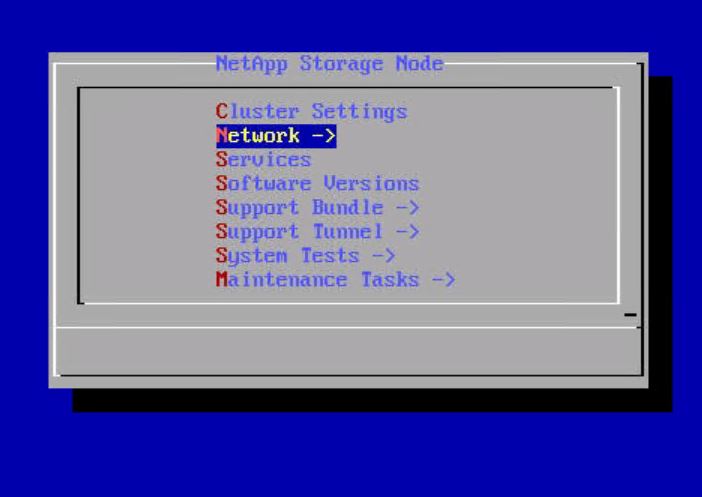 NetApp Storage Node
Cluster Settings
Network ->
Services
Software Versions
Support Bundle ->
Support Tunnel ->
System Tests ->
Maintenance Tasks ->